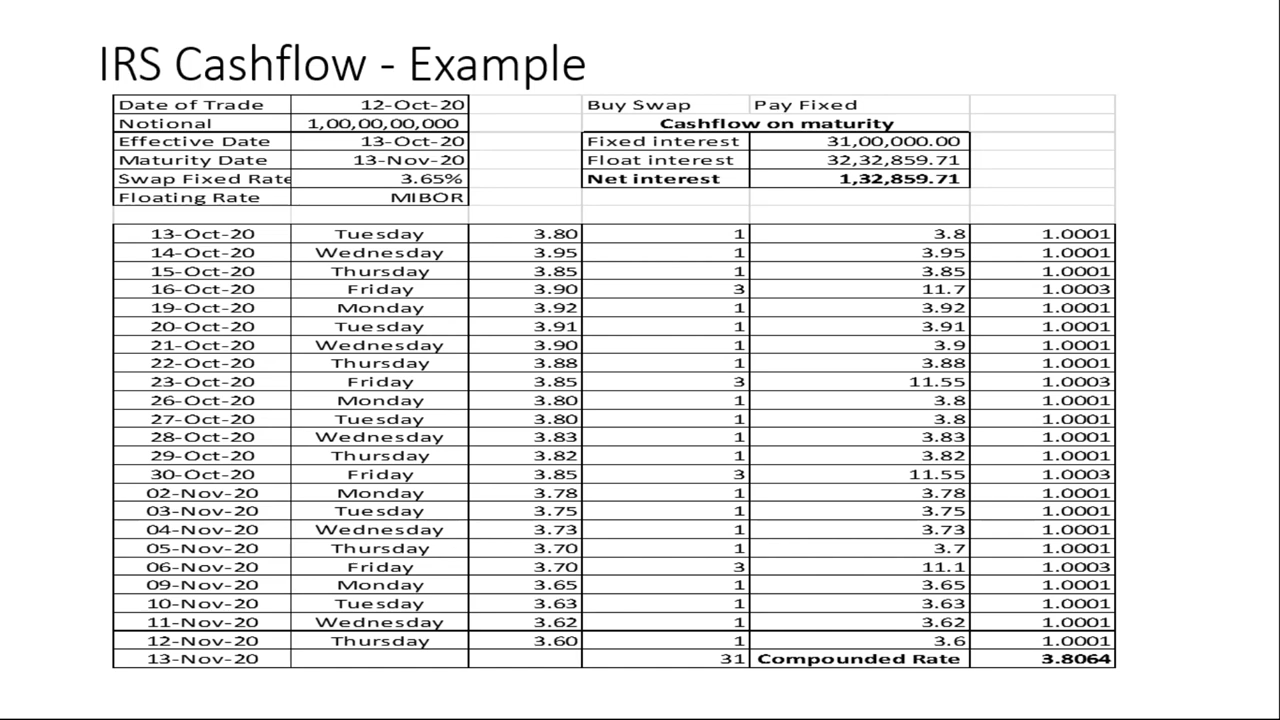 IRS Cashflow - Example
Date of Trade 12-Oct-20 Buy Swap Pay Fixed
Notional 1,00,00,00,000 Cashflow on maturity
Effective Date 13-Oct-20 Fixed interest 31,00,000.00
Maturity Date 13-Nov-20 Float interest 32,32,859.71
Swap Fixed Rate 3.65% Net interest 1,32,859.71
Floating Rate MIBOR
13-Oct-20 Tuesday 3.80 1 3.8 1.0001
14-Oct-20 Wednesday 3.95 1 3.95 1.0001
15-Oct-20 Thursday 3.85 1 3.85 1.0001
16-Oct-20 Friday 3.90 3 11.7 1.0003
19-Oct-20 Monday 3.92 1 3.92 1.0001
20-Oct-20 Tuesday 3.91 1 3.91 1.0001
21-Oct-20 Wednesday 3.90 1 3.9 1.0001
22-Oct-20 Thursday 3.88 1 3.88 1.0001
23-Oct-20 Friday 3.85 3 11.55 1.0003
26-Oct-20 Monday 3.80 1 3.8 1.0001
27-Oct-20 Tuesday 3.80 1 3.8 1.0001
28-Oct-20 Wednesday 3.83 1 3.83 1.0001
29-Oct-20 Thursday 3.82 1 3.82 1.0001
30-Oct-20 Friday 3.85 3 11.55 1.0003
02-Nov-20 Monday 3.78 1 3.78 1.0001
03-Nov-20 Tuesday 3.75 1 3.75 1.0001
04-Nov-20 Wednesday 3.73 1 3.73 1.0001
05-Nov-20 Thursday 3.70 1 3.7 1.0001
06-Nov-20 Friday 3.70 3 11.1 1.0003
09-Nov-20 Monday 3.65 1 3.65 1.0001
10-Nov-20 Tuesday 3.63 1 3.63 1.0001
11-Nov-20 Wednesday 3.62 1 3.62 1.0001
12-Nov-20 Thursday 3.60 1 3.6 1.0001
13-Nov-20 31 Compounded Rate 3.8064